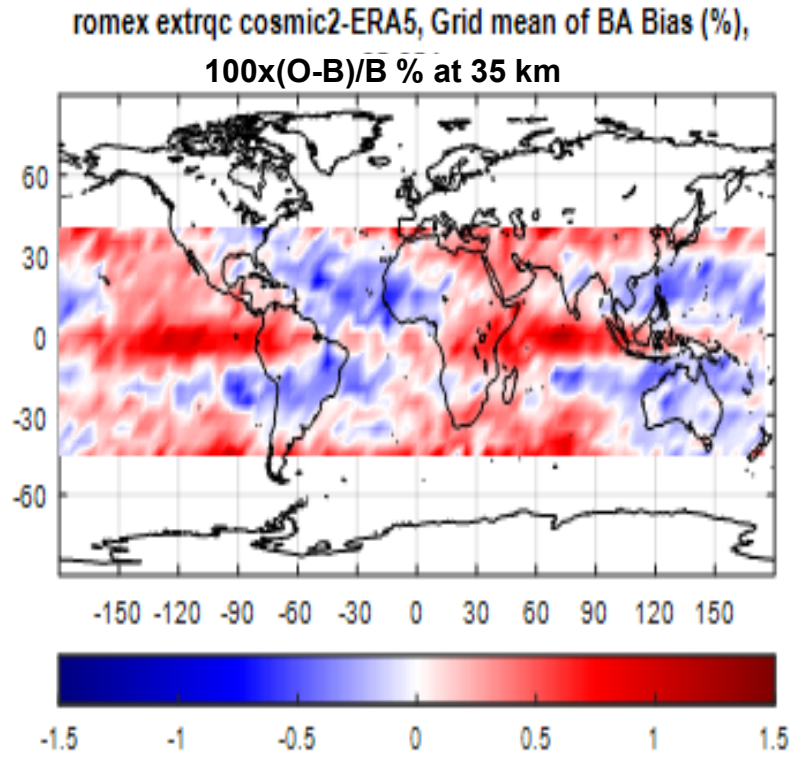 romex extrqc cosmic2-ERA5, Grid mean of BA Bias (%),
100x(O-B)/B % at 35 km
60
30
0
-30
-60
-150 -120 -90 -60 -30 0 30 60 90 120 150
-1.5 -1 -0.5 0 0.5 1 1.5